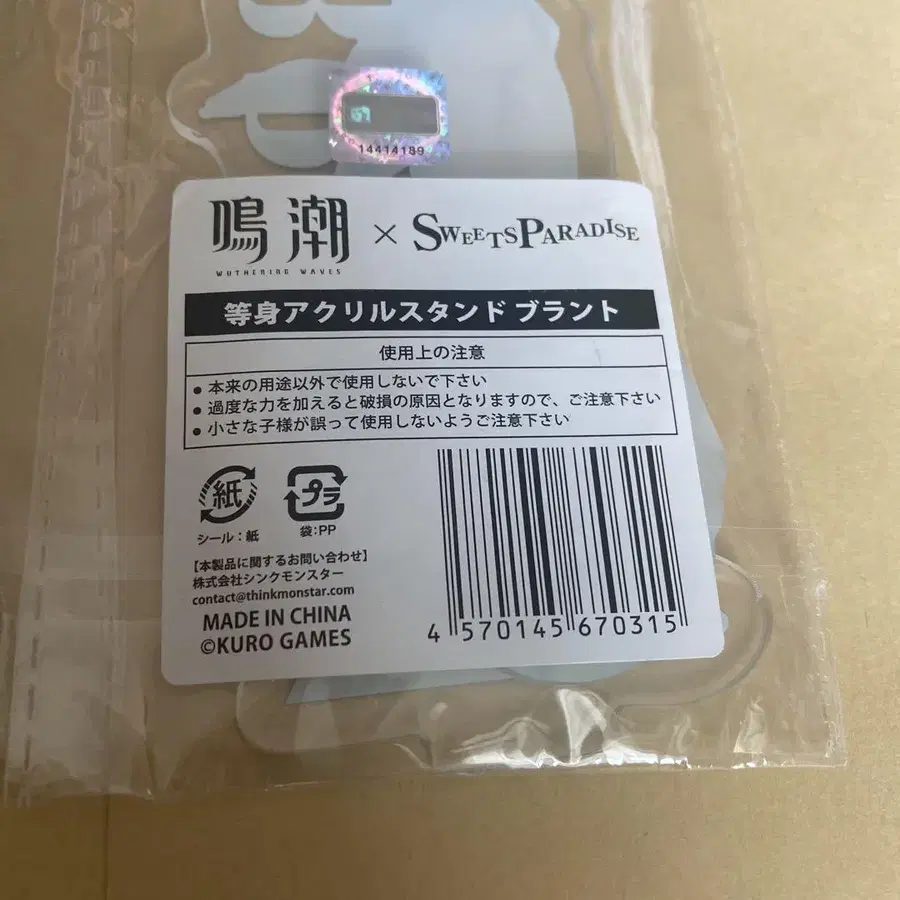 14414189
鳴潮 × SWEETSPARADISE
WUTHERING WAVES
等身アクリルスタンド ブラント
使用上の注意
● 本来の用途以外で使用しないで下さい
● 過度な力を加えると破損の原因となりますので、ご注意下さい
● 小さな子様が誤って使用しないようご注意下さい
紙
シール：紙
プラ
袋：PP
【本製品に関するお問い合わせ】
株式会社シンクモンスター
contact@thinkmonstar.com
MADE IN CHINA
©KURO GAMES
4 570145 670315